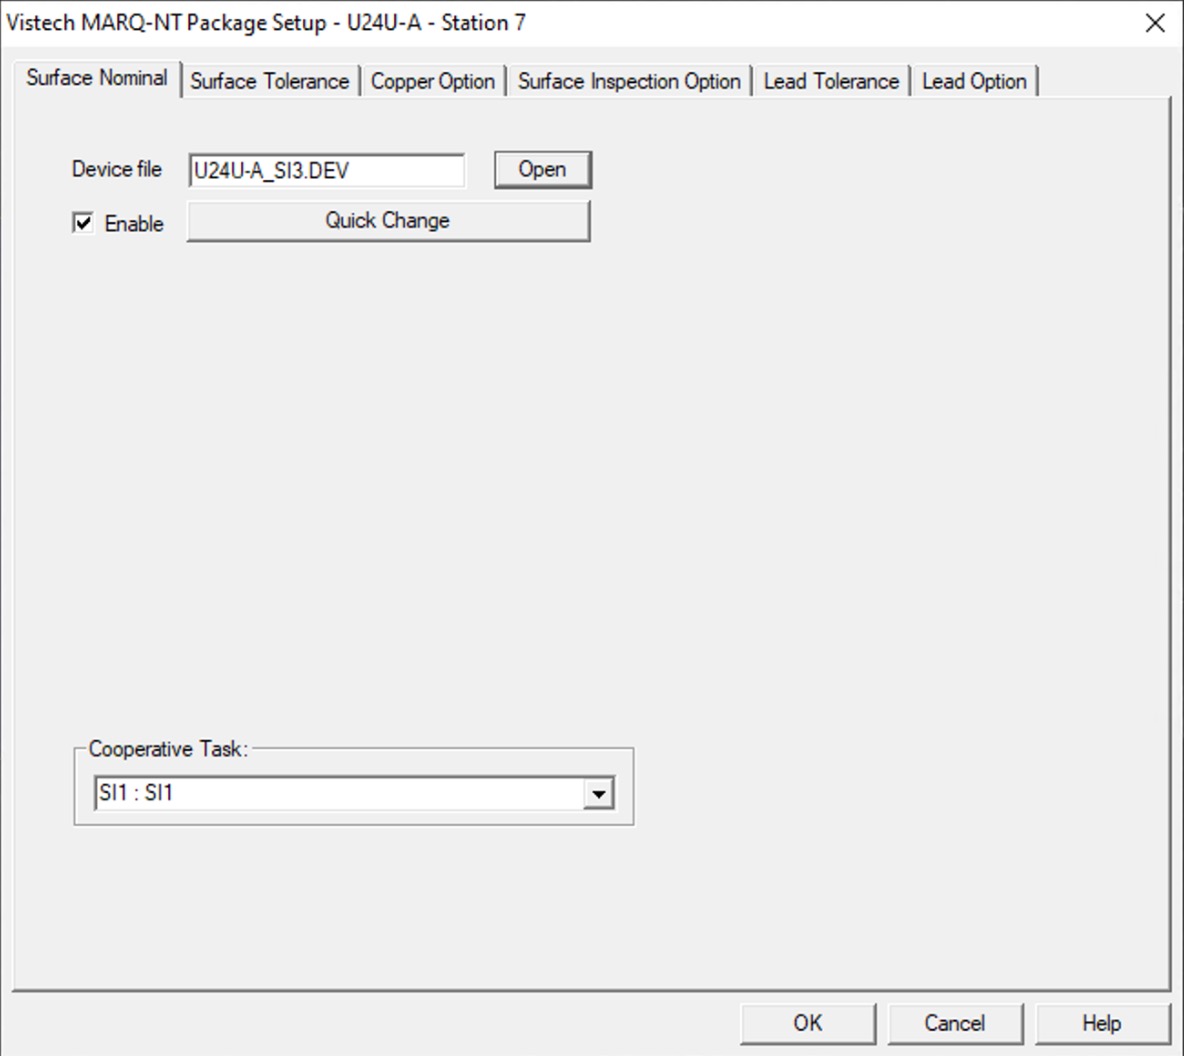 Vistech MARQ-NT Package Setup - U24U-A - Station 7
Surface Nominal Surface Tolerance Copper Option Surface Inspection Option Lead Tolerance Lead Option
Device file U24U-A_SI3.DEV Open
Enable Quick Change
Cooperative Task:
SI1 : SI1
OK Cancel Help